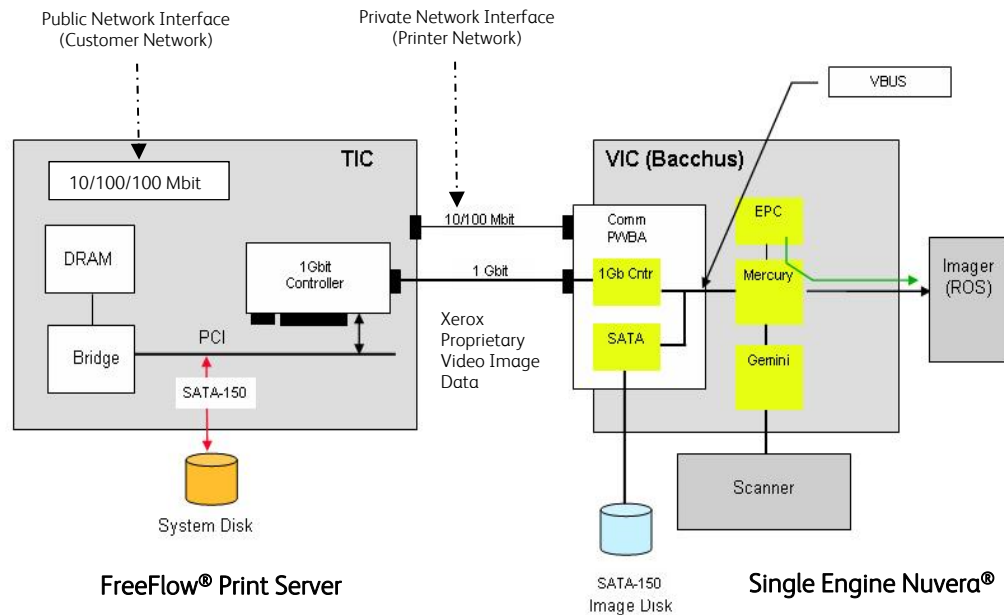 Public Network Interface
(Customer Network)
Private Network Interface
(Printer Network)
VBUS
TIC
VIC (Bacchus)
10/100/100 Mbit
10/100 Mbit
Comm
PWBA
EPC
DRAM
1Gbit
Controller
1 Gbit
1Gb Cntr
Mercury
Imager
(ROS)
Bridge
PCI
SATA-150
Xerox
Proprietary
Video Image
Data
SATA
Gemini
Scanner
System Disk
FreeFlow® Print Server
SATA-150
Image Disk
Single Engine Nuvera®